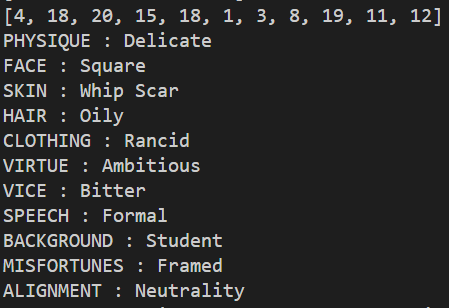 [4, 18, 20, 15, 18, 1, 3, 8, 19, 11, 12]
PHYSIQUE : Delicate
FACE : Square
SKIN : Whip Scar
HAIR : Oily
CLOTHING : Rancid
VIRTUE : Ambitious
VICE : Bitter
SPEECH : Formal
BACKGROUND : Student
MISFORTUNES : Framed
ALIGNMENT : Neutrality